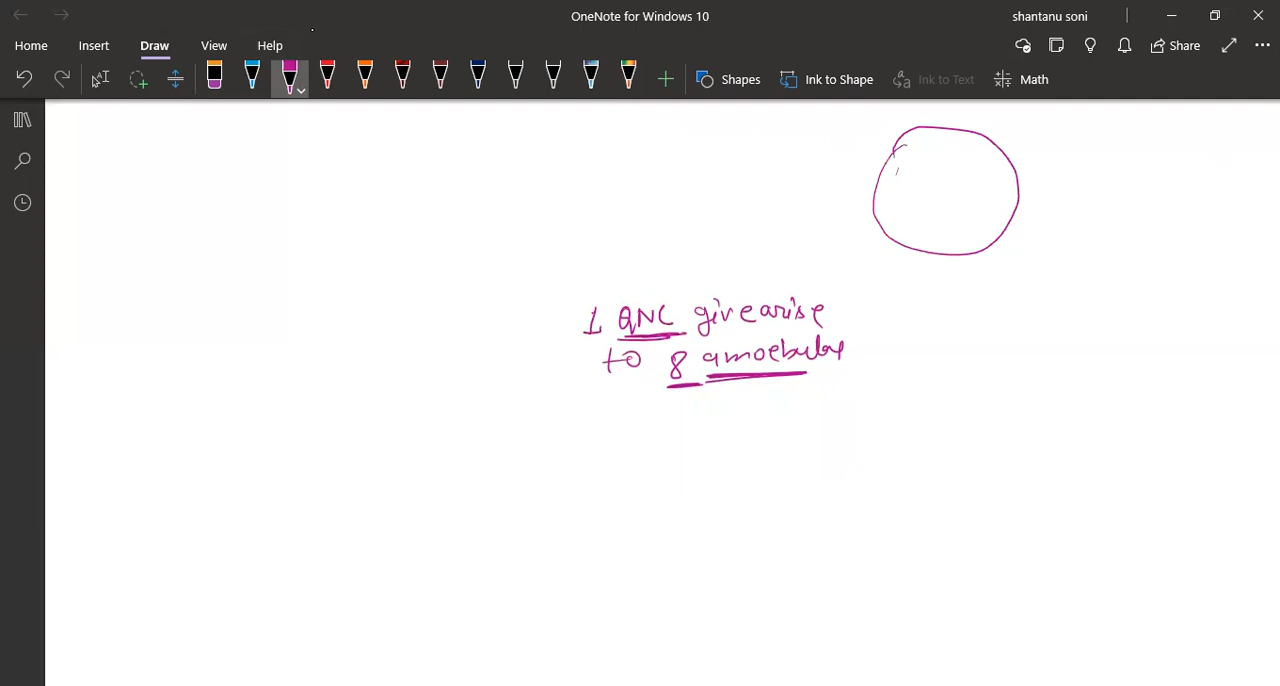 OneNote for Windows 10
shantanu soni
Home Insert Draw View Help
Share
Shapes Ink to Shape Ink to Text Math
1 QNC give arise
to 8 amoebulae